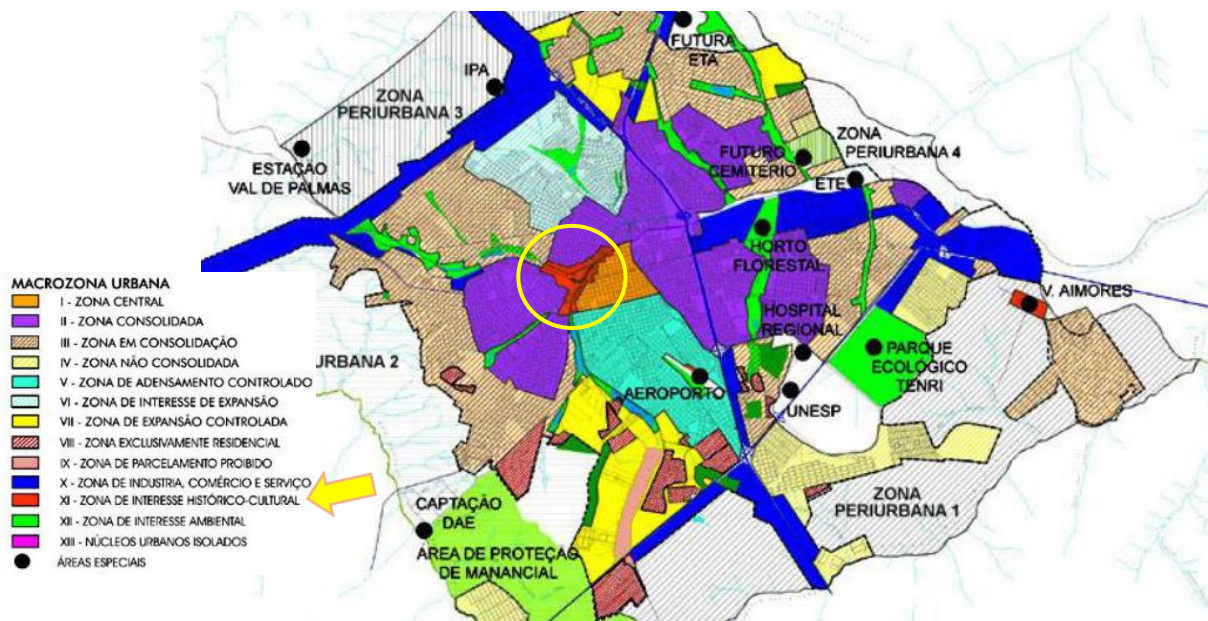 FUTURA
ETA
IPA
ZONA
PERIURBANA 3
ESTAÇÃO
VAL DE PALMAS
FUTURO
CEMITÉRIO
ZONA
PERIURBANA 4
ETE
HORTO
FLORESTAL
HOSPITAL
REGIONAL
V. AIMORES
PARQUE
ECOLOGICO
TENRI
AEROPORTO
UNESP
URBANA 2
ZONA
PERIURBANA 1
CAPTAÇÃO
DAE
AREA DE PROTEÇÃO
DE MANANCIAL
MACROZONA URBANA
I - ZONA CENTRAL
II - ZONA CONSOLIDADA
III - ZONA EM CONSOLIDAÇÃO
IV - ZONA NÃO CONSOLIDADA
V - ZONA DE ADENSAMENTO CONTROLADO
VI - ZONA DE INTERESSE DE EXPANSÃO
VII - ZONA DE EXPANSÃO CONTROLADA
VIII - ZONA EXCLUSIVAMENTE RESIDENCIAL
IX - ZONA DE PARCELAMENTO PROIBIDO
X - ZONA DE INDUSTRIA, COMÉRCIO E SERVIÇO
XI - ZONA DE INTERESSE HISTÓRICO-CULTURAL
XII - ZONA DE INTERESSE AMBIENTAL
XIII - NÚCLEOS URBANOS ISOLADOS
ÁREAS ESPECIAIS